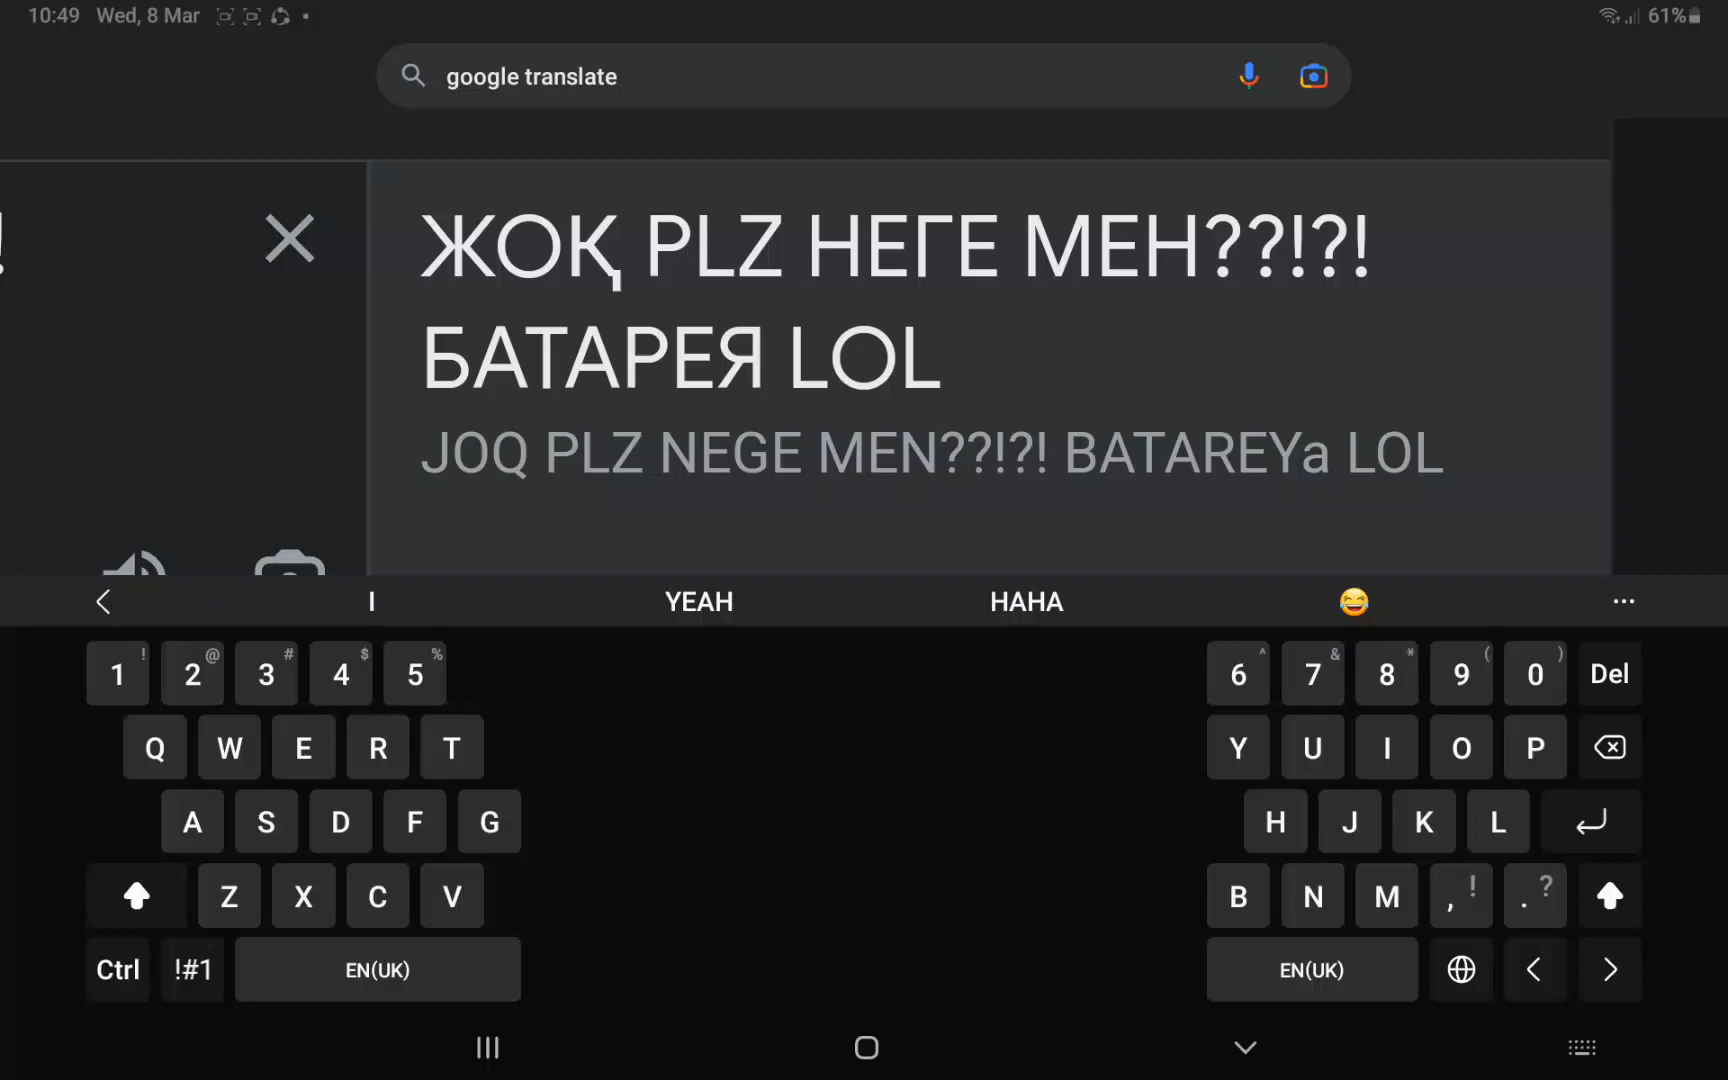 10:49 Wed, 8 Mar 61%
google translate
!
ЖОҚ PLZ НЕГЕ МЕН??!?!
БАТАРЕЯ LOL
JOQ PLZ NEGE MEN??!?! BATAREYa LOL
I YEAH HAHA 😂 ...
1 ! 2 @ 3 # 4 $ 5 % 6 ^ 7 & 8 * 9 ( 0 ) Del
Q W E R T Y U I O P
A S D F G H J K L
Z X C V B N M , ! . ?
Ctrl !#1 EN(UK) EN(UK) < >